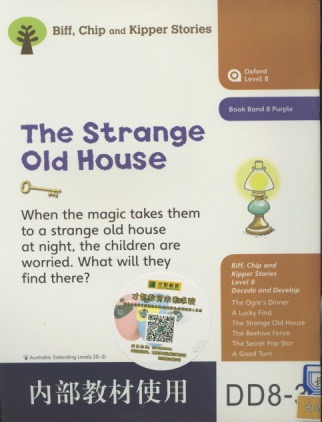 Biff, Chip and Kipper Stories
Oxford
Level 8
Book Band 8 Purple
The Strange
Old House
When the magic takes them
to a strange old house
at night, the children are
worried. What will they
find there?
Biff, Chip and
Kipper Stories
Level 8
Decode and Develop
The Ogre's Dinner
A Lucky Find
The Strange Old House
The Beehive Fence
The Secret Pop Star
A Good Turn
Australia: Extending Levels 20–21
内部教材使用
DD8-3